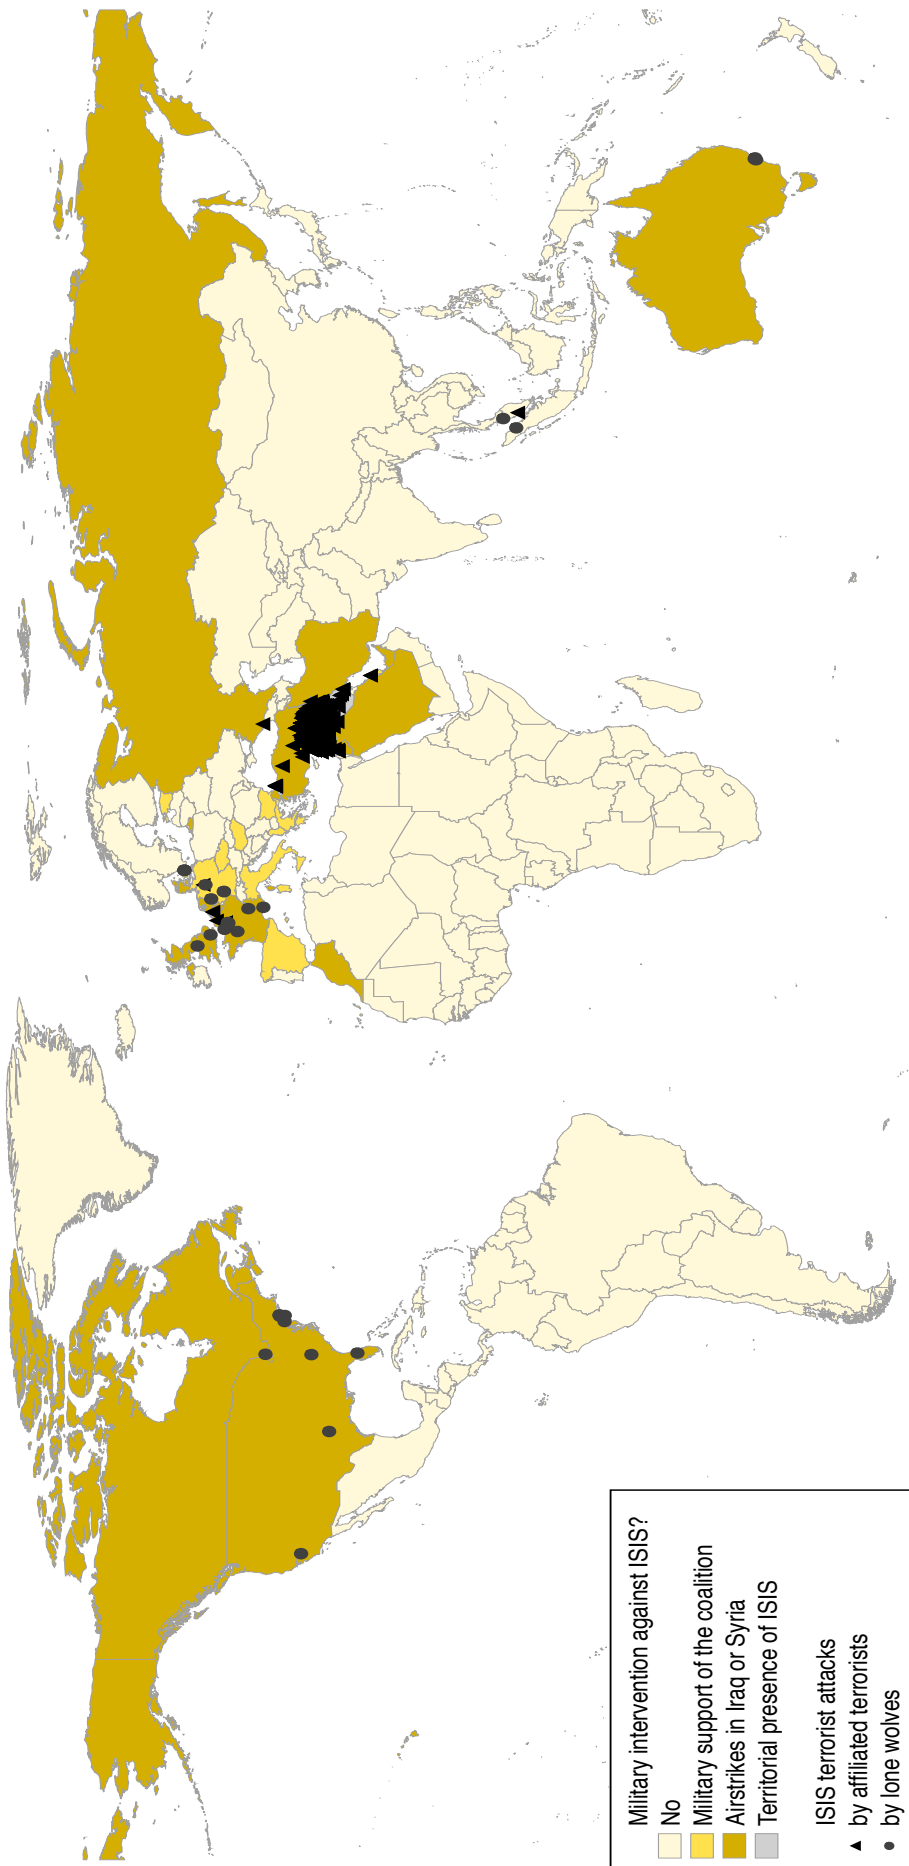 Military intervention against ISIS?
No
Military support of the coalition
Airstrikes in Iraq or Syria
Territorial presence of ISIS
ISIS terrorist attacks
by affiliated terrorists
by lone wolves